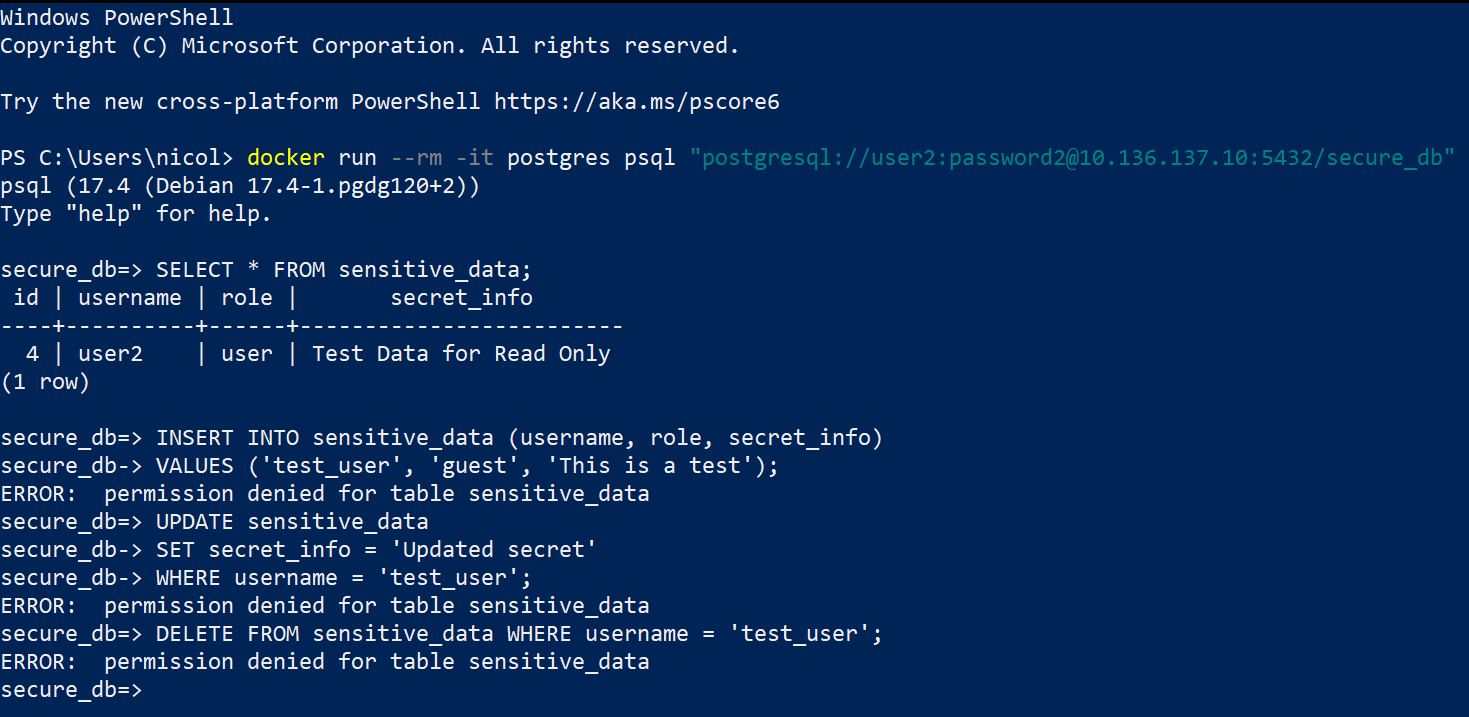 Windows PowerShell
Copyright (C) Microsoft Corporation. All rights reserved.
Try the new cross-platform PowerShell https://aka.ms/pscore6
PS C:\Users\nicol> docker run --rm -it postgres psql "postgresql://user2:password2@10.136.137.10:5432/secure_db"
psql (17.4 (Debian 17.4-1.pgdg120+2))
Type "help" for help.
secure_db=> SELECT * FROM sensitive_data;
 id | username | role |       secret_info
----+----------+------+-------------------------
  4 | user2    | user | Test Data for Read Only
(1 row)
secure_db=> INSERT INTO sensitive_data (username, role, secret_info)
secure_db-> VALUES ('test_user', 'guest', 'This is a test');
ERROR:  permission denied for table sensitive_data
secure_db=> UPDATE sensitive_data
secure_db-> SET secret_info = 'Updated secret'
secure_db-> WHERE username = 'test_user';
ERROR:  permission denied for table sensitive_data
secure_db=> DELETE FROM sensitive_data WHERE username = 'test_user';
ERROR:  permission denied for table sensitive_data
secure_db=>